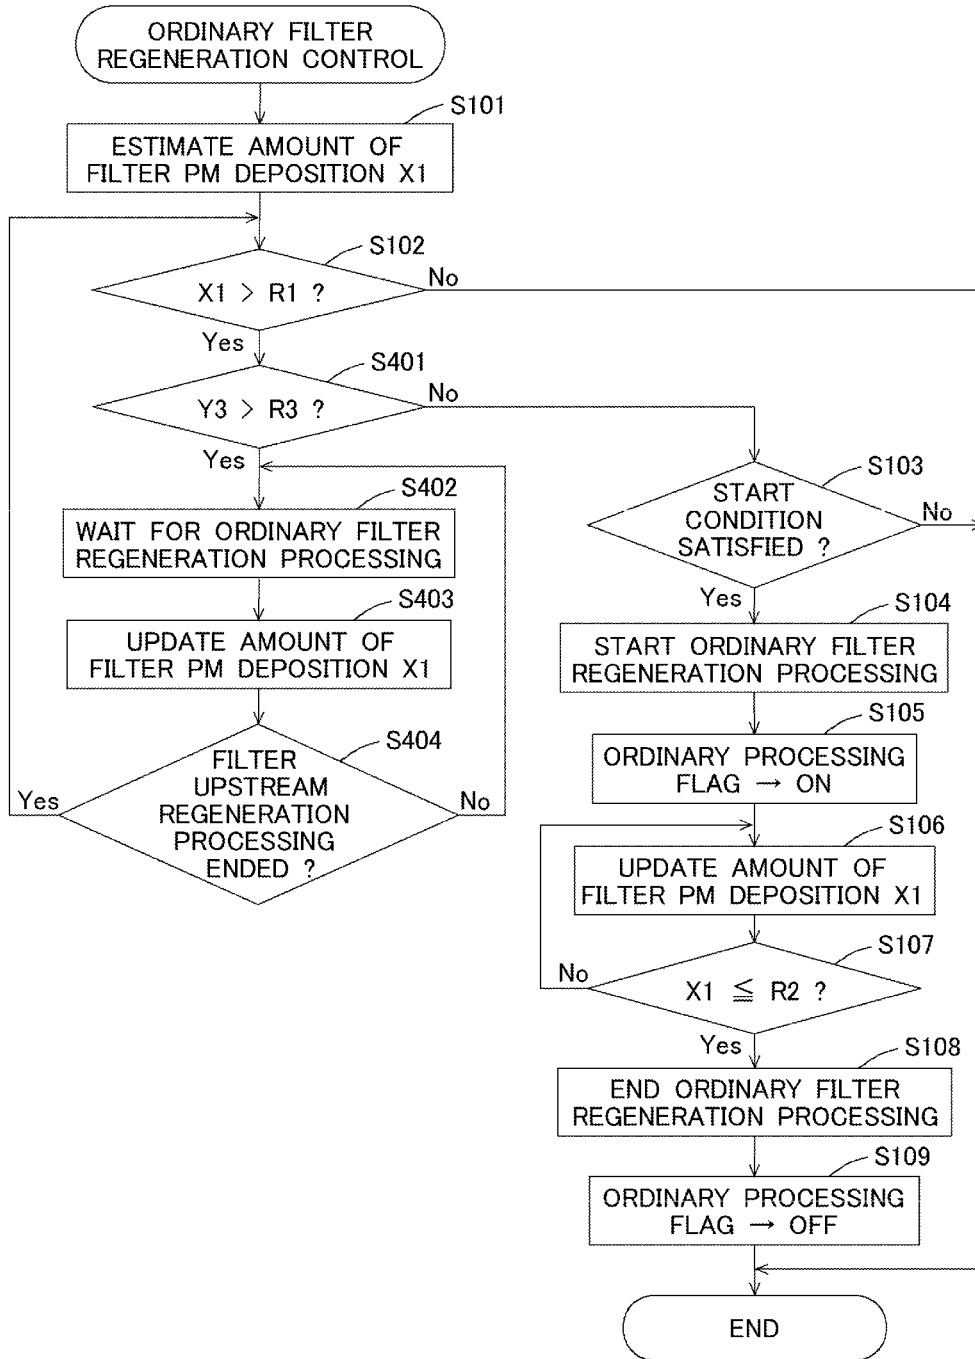 ORDINARY FILTER
REGENERATION CONTROL
S101
ESTIMATE AMOUNT OF
FILTER PM DEPOSITION X1
S102
X1 > R1 ?
No
Yes
S401
Y3 > R3 ?
No
Yes
S402
WAIT FOR ORDINARY FILTER
REGENERATION PROCESSING
S403
UPDATE AMOUNT OF
FILTER PM DEPOSITION X1
S404
FILTER
UPSTREAM
REGENERATION
PROCESSING
ENDED ?
Yes
No
S103
START
CONDITION
SATISFIED ?
No
Yes
S104
START ORDINARY FILTER
REGENERATION PROCESSING
S105
ORDINARY PROCESSING
FLAG → ON
S106
UPDATE AMOUNT OF
FILTER PM DEPOSITION X1
S107
X1 ≦ R2 ?
No
Yes
S108
END ORDINARY FILTER
REGENERATION PROCESSING
S109
ORDINARY PROCESSING
FLAG → OFF
END